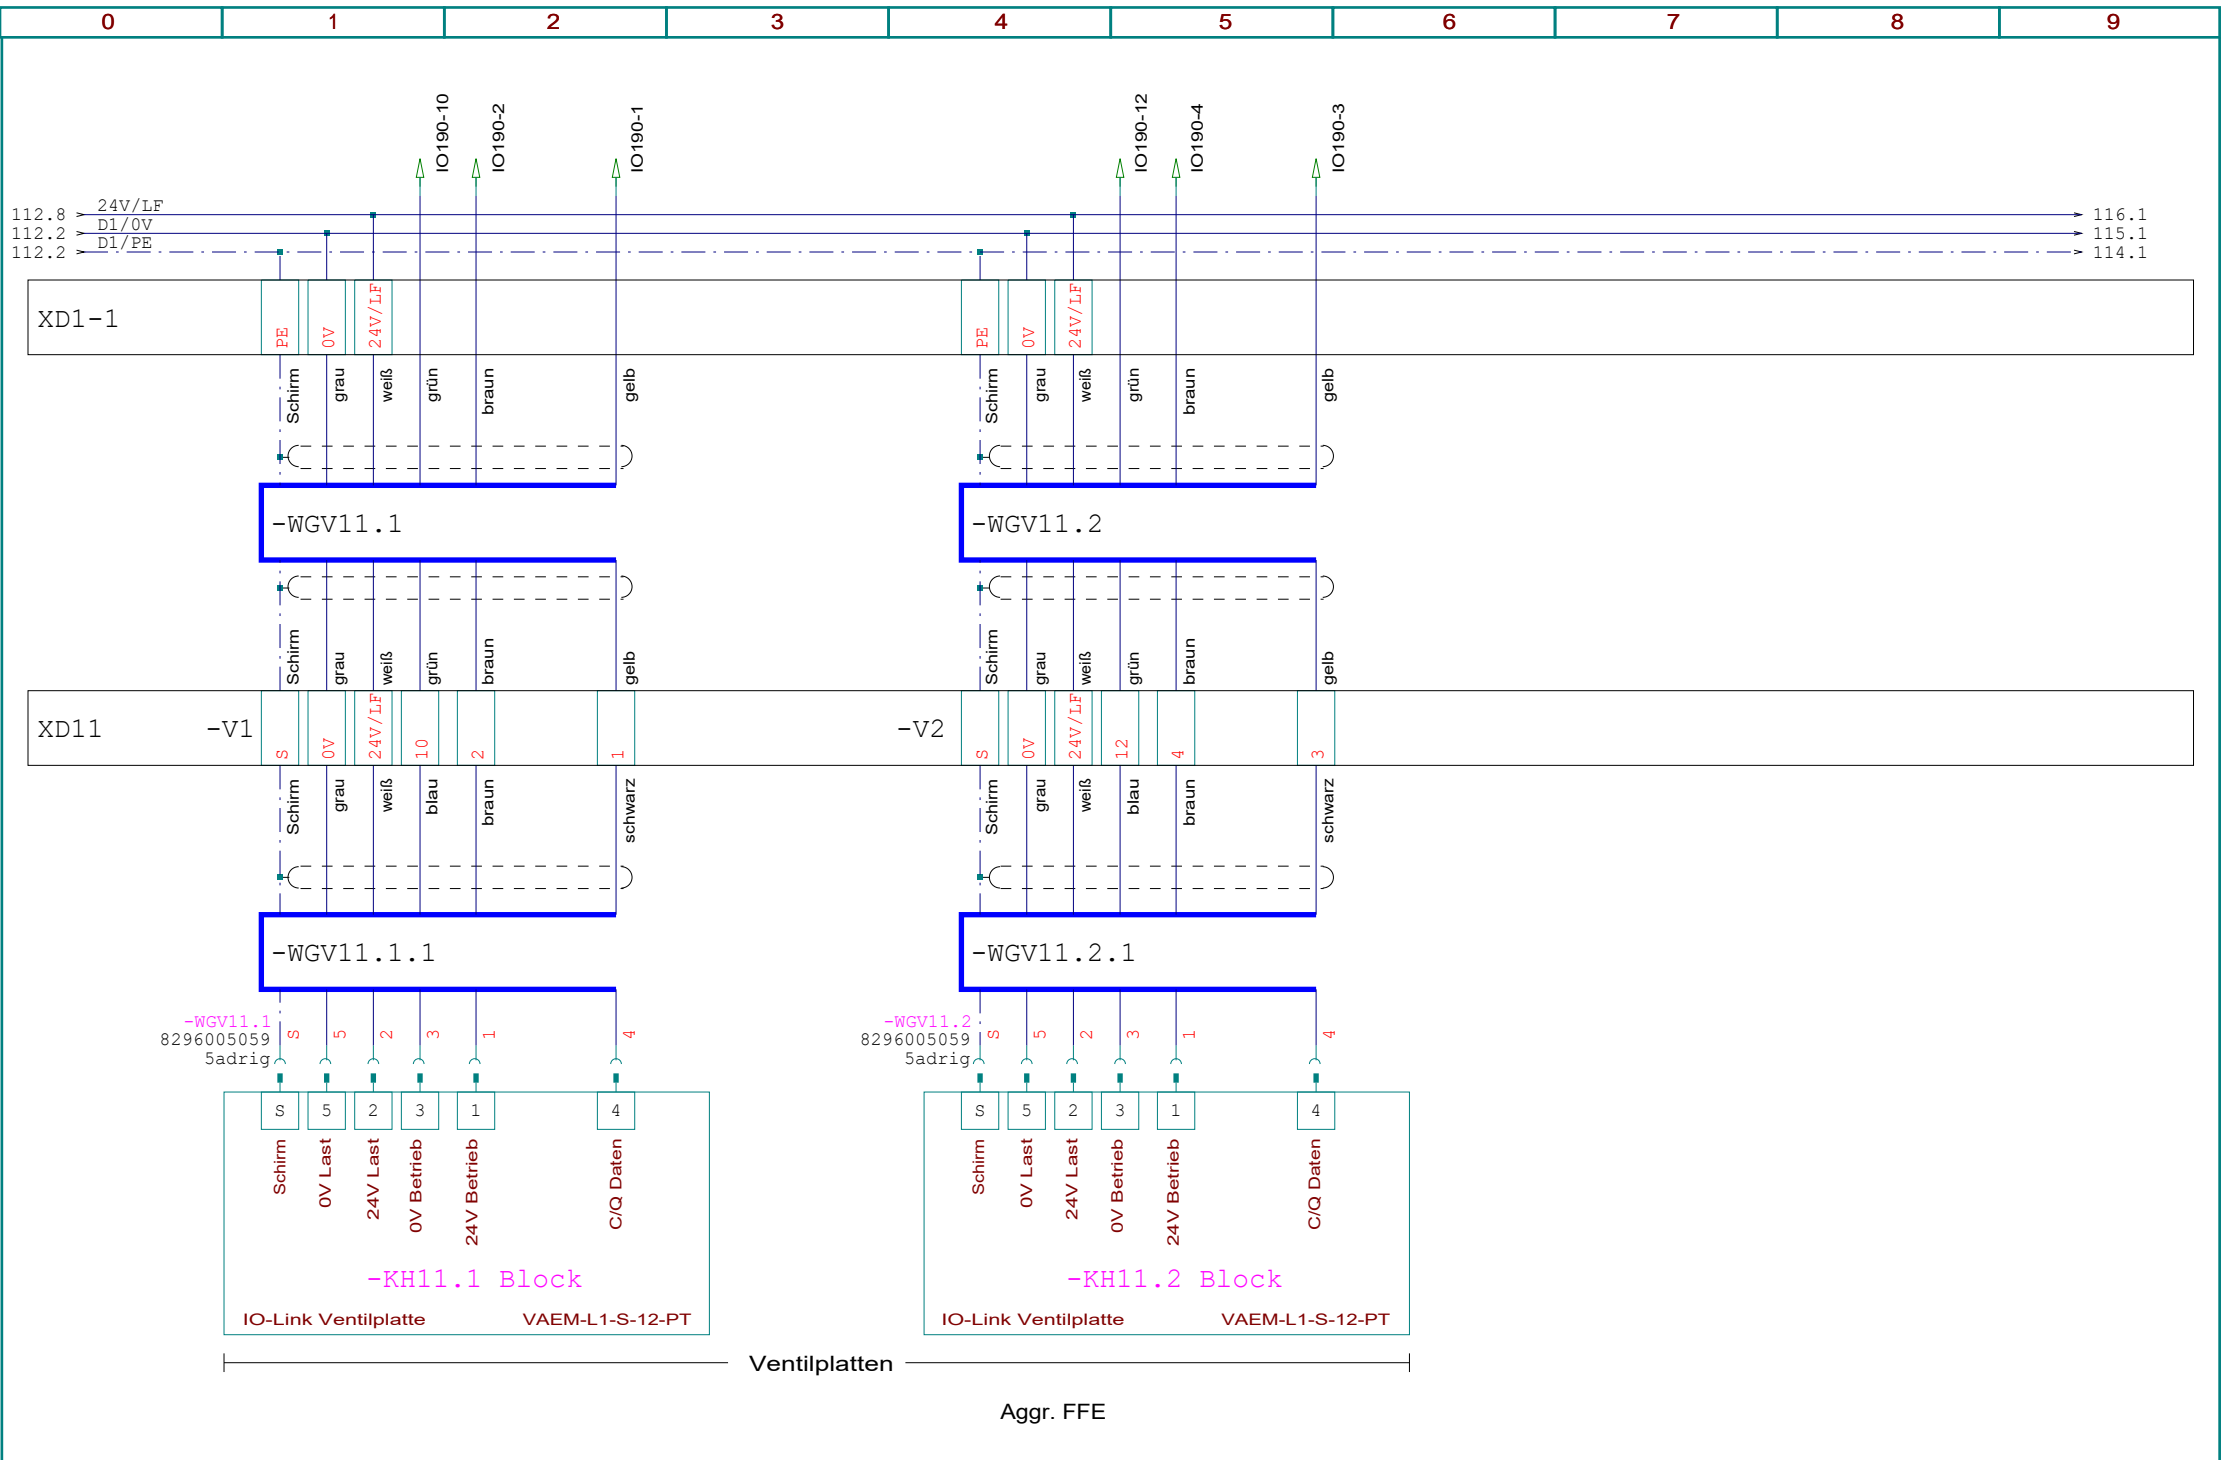 0 1 2 3 4 5 6 7 8 9
IO190-10 IO190-2 IO190-1 IO190-12 IO190-4 IO190-3
112.8 24V/LF 116.1
112.2 D1/0V 115.1
112.2 D1/PE 114.1
XD1-1 PE 0V 24V/LF PE 0V 24V/LF
Schirm grau weiß grün braun gelb Schirm grau weiß grün braun gelb
-WGV11.1 -WGV11.2
Schirm grau weiß grün braun gelb Schirm grau weiß grün braun gelb
XD11 -V1 S 0V 24V/LF 10 2 1 -V2 S 0V 24V/LF 12 4 3
Schirm grau weiß blau braun schwarz Schirm grau weiß blau braun schwarz
-WGV11.1.1 -WGV11.2.1
-WGV11.1 S 5 2 3 1 4 -WGV11.2 S 5 2 3 1 4
8296005059 8296005059
5adrig 5adrig
S 5 2 3 1 4 S 5 2 3 1 4
Schirm 0V Last 24V Last 0V Betrieb 24V Betrieb C/Q Daten Schirm 0V Last 24V Last 0V Betrieb 24V Betrieb C/Q Daten
-KH11.1 Block -KH11.2 Block
IO-Link Ventilplatte VAEM-L1-S-12-PT IO-Link Ventilplatte VAEM-L1-S-12-PT
Ventilplatten
Aggr. FFE